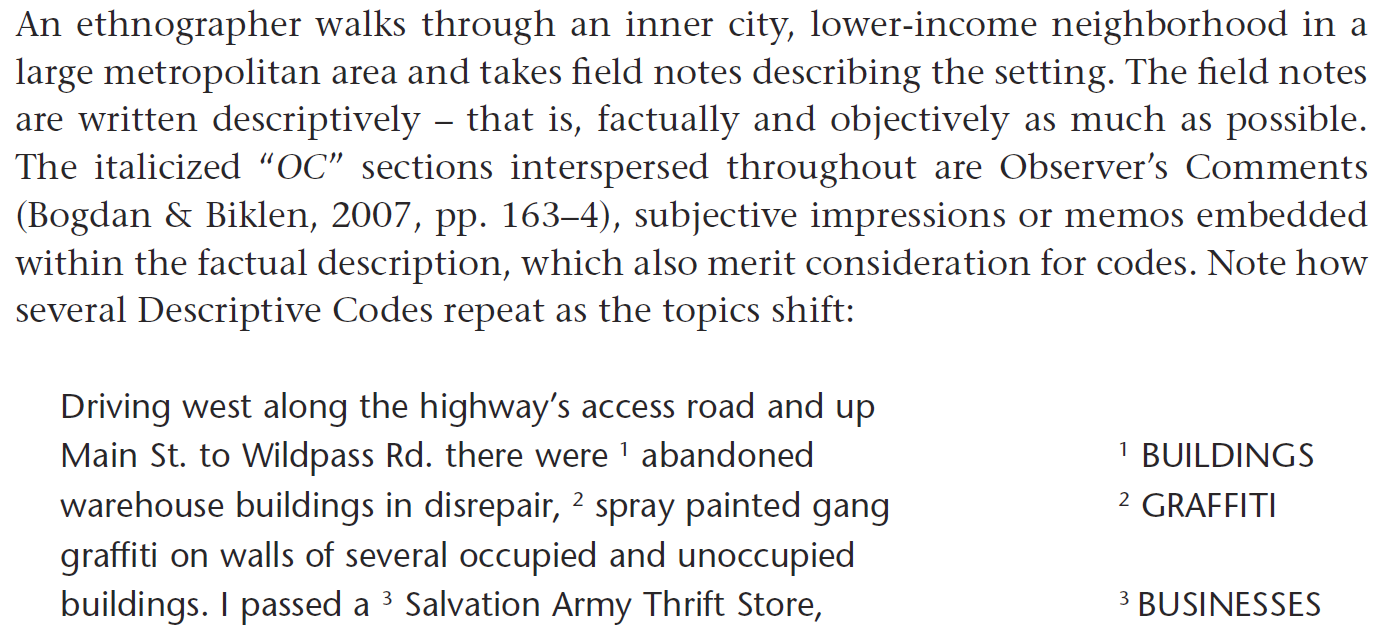 An ethnographer walks through an inner city, lower-income neighborhood in a
large metropolitan area and takes field notes describing the setting. The field notes
are written descriptively – that is, factually and objectively as much as possible.
The italicized “OC” sections interspersed throughout are Observer’s Comments
(Bogdan & Biklen, 2007, pp. 163–4), subjective impressions or memos embedded
within the factual description, which also merit consideration for codes. Note how
several Descriptive Codes repeat as the topics shift:
Driving west along the highway’s access road and up
Main St. to Wildpass Rd. there were ¹ abandoned ¹ BUILDINGS
warehouse buildings in disrepair, ² spray painted gang ² GRAFFITI
graffiti on walls of several occupied and unoccupied
buildings. I passed a ³ Salvation Army Thrift Store, ³ BUSINESSES